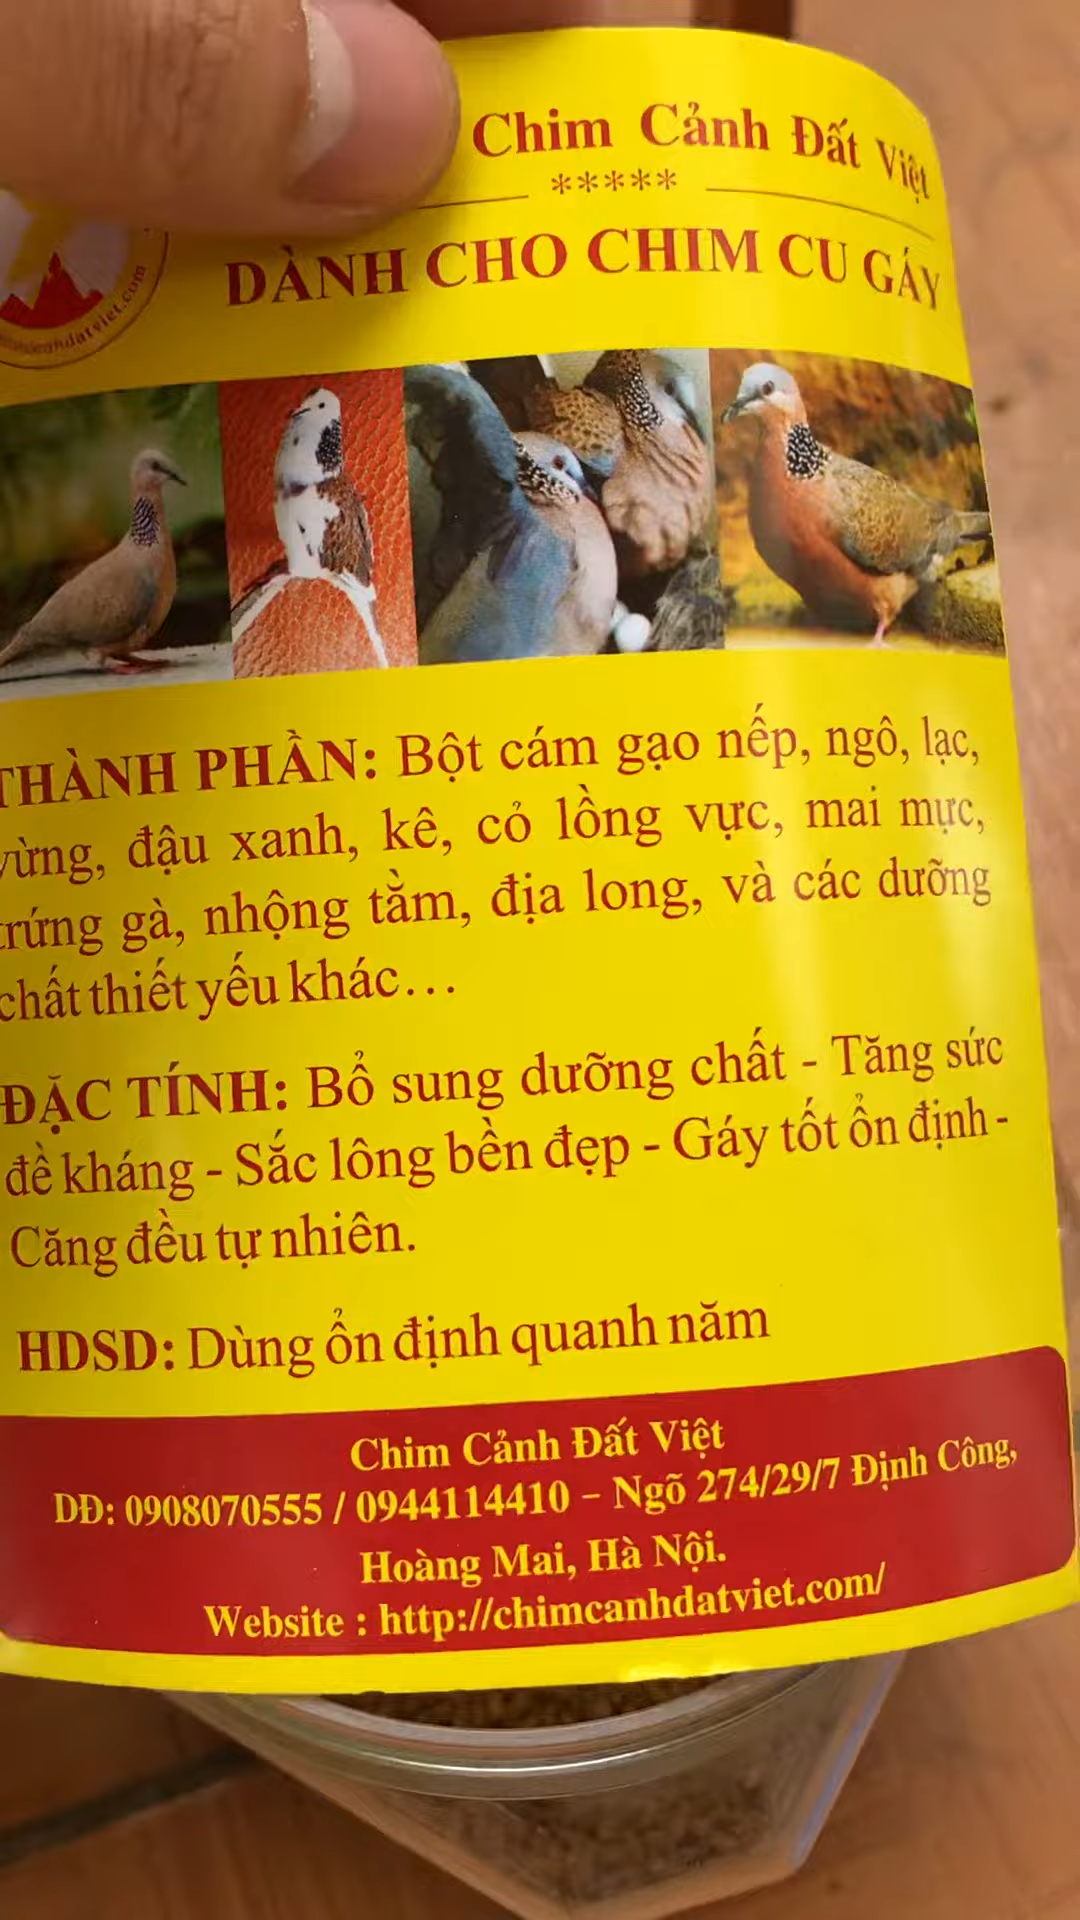 Chim Cảnh Đất Việt
*****
DÀNH CHO CHIM CU GÁY
THÀNH PHẦN: Bột cám gạo nếp, ngô, lạc,
vừng, đậu xanh, kê, cỏ lồng vực, mai mực,
trứng gà, nhộng tằm, địa long, và các dưỡng
chất thiết yếu khác...
ĐẶC TÍNH: Bổ sung dưỡng chất - Tăng sức
đề kháng - Sắc lông bền đẹp - Gáy tốt ổn định -
Căng đều tự nhiên.
HDSD: Dùng ổn định quanh năm
Chim Cảnh Đất Việt
DĐ: 0908070555 / 0944114410 – Ngõ 274/29/7 Định Công,
Hoàng Mai, Hà Nội.
Website : http://chimcanhdatviet.com/